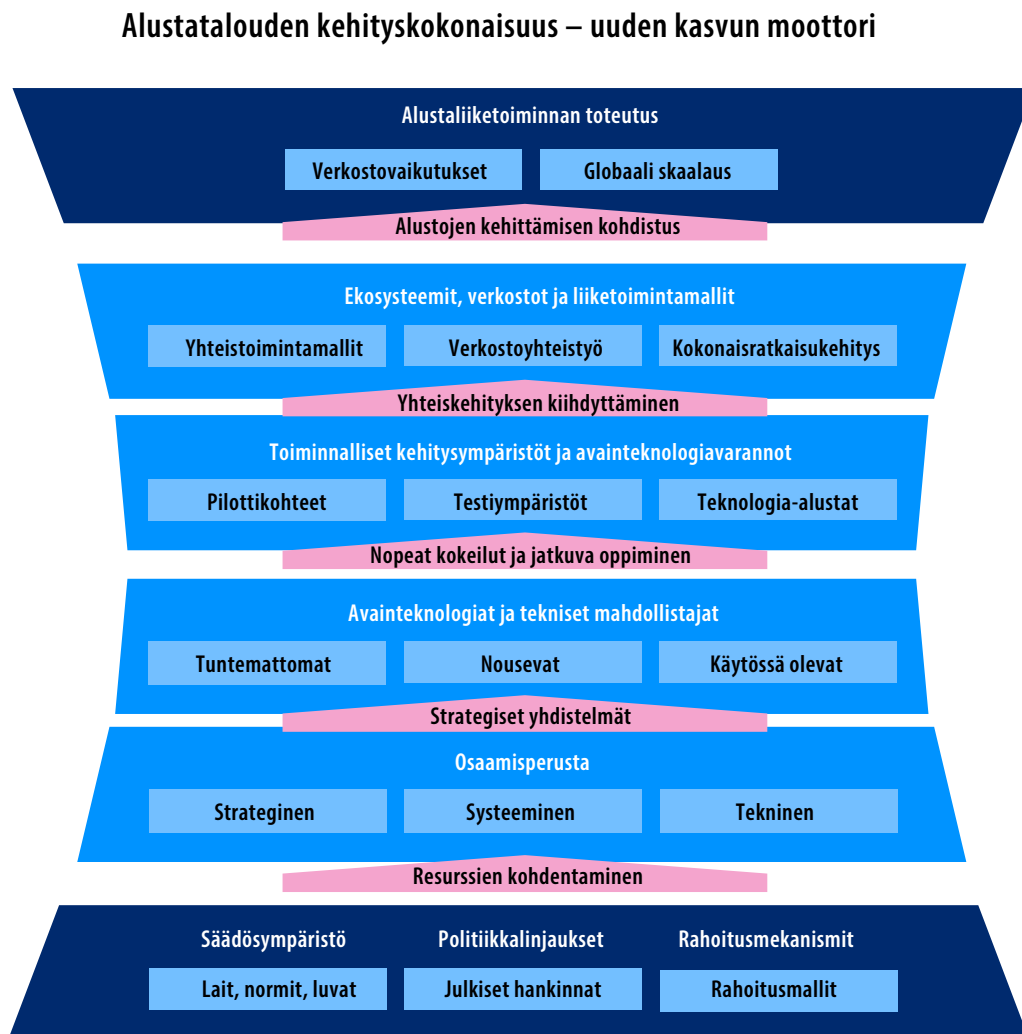 Alustatalouden kehityskokonaisuus – uuden kasvun moottori
Alustaliiketoiminnan toteutus
Verkostovaikutukset
Globaali skaalaus
Alustojen kehittämisen kohdistus
Ekosysteemit, verkostot ja liiketoimintamallit
Yhteistoimintamallit
Verkostoyhteistyö
Kokonaisratkaisukehitys
Yhteiskehityksen kiihdyttäminen
Toiminnalliset kehitysympäristöt ja avainteknologiavarannot
Pilottikohteet
Testiympäristöt
Teknologia-alustat
Nopeat kokeilut ja jatkuva oppiminen
Avainteknologiat ja tekniset mahdollistajat
Tuntemattomat
Nousevat
Käytössä olevat
Strategiset yhdistelmät
Osaamisperusta
Strateginen
Systeeminen
Tekninen
Resurssien kohdentaminen
Säädösympäristö
Politiikkalinjaukset
Rahoitusmekanismit
Lait, normit, luvat
Julkiset hankinnat
Rahoitusmallit